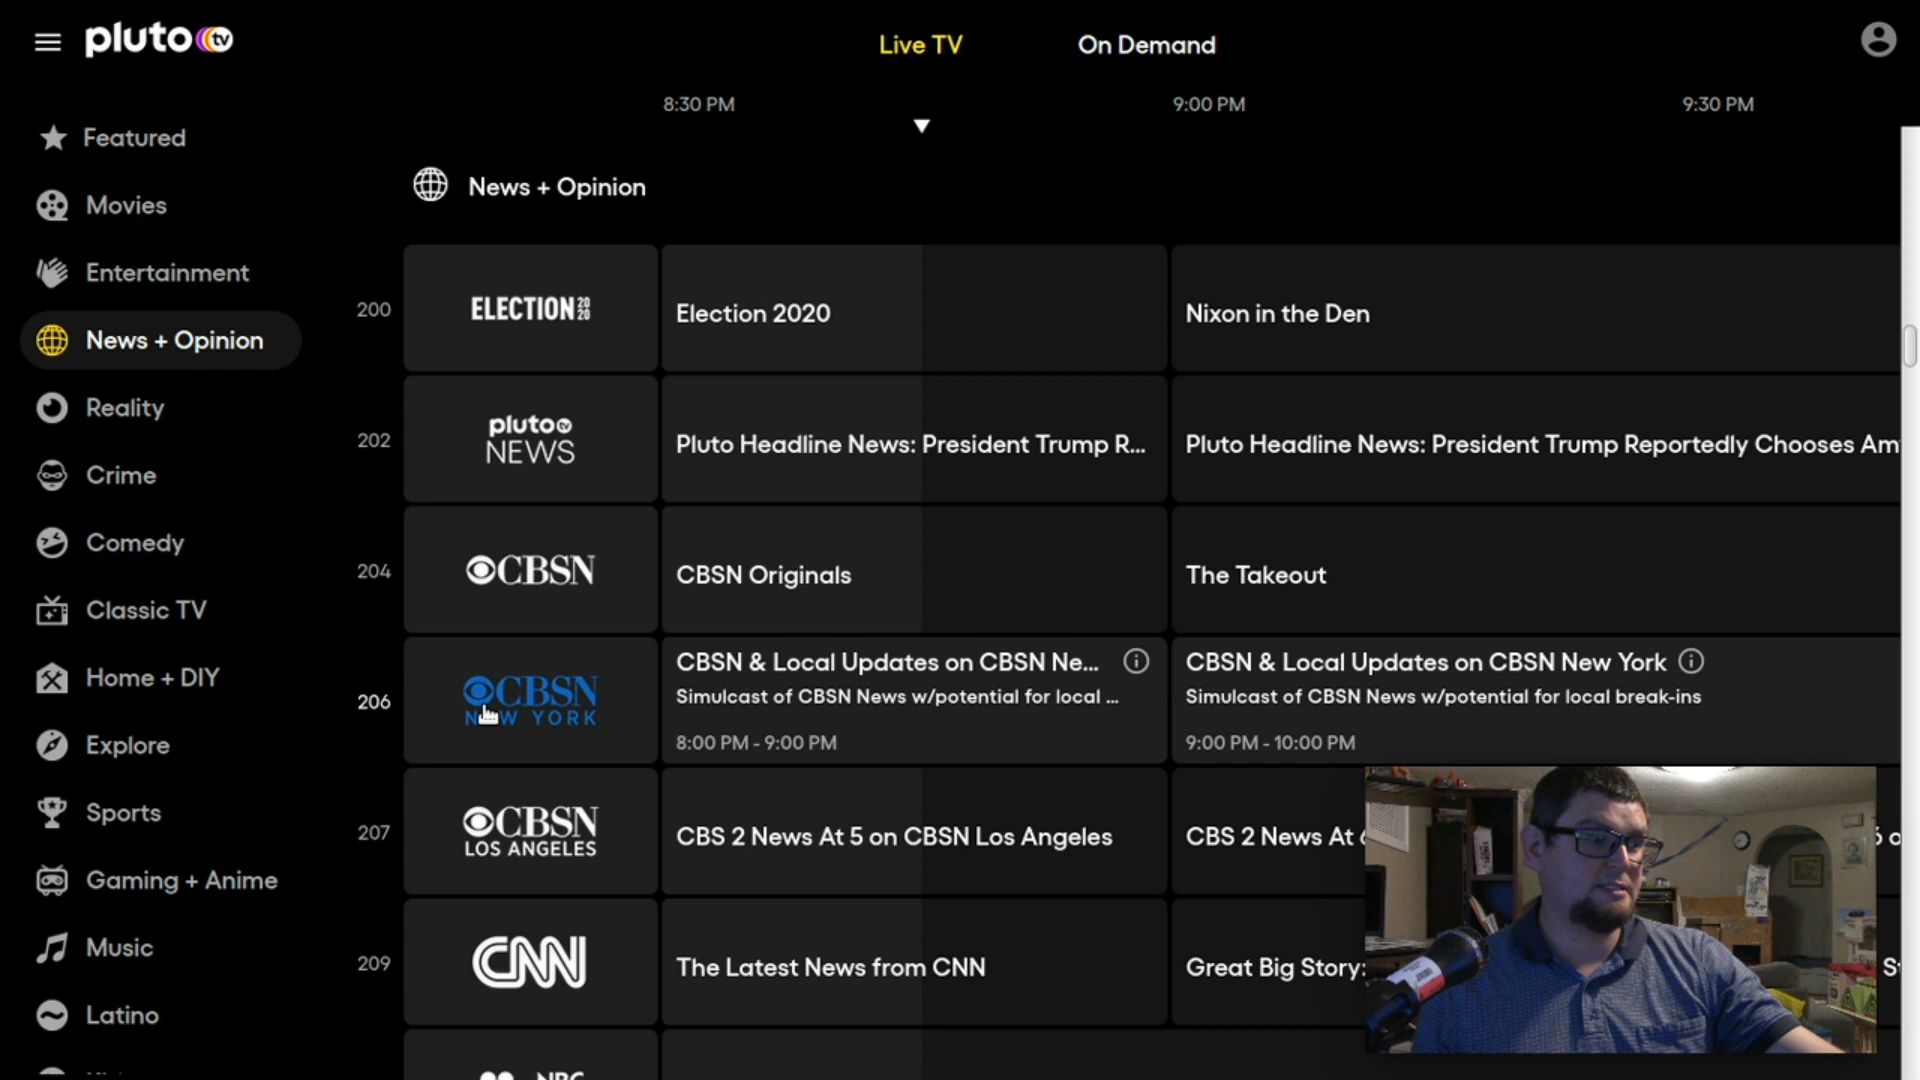 pluto tv
Live TV
On Demand
8:30 PM
9:00 PM
9:30 PM
Featured
Movies
Entertainment
News + Opinion
Reality
Crime
Comedy
Classic TV
Home + DIY
Explore
Sports
Gaming + Anime
Music
Latino
News + Opinion
200
ELECTION 2020
Election 2020
Nixon in the Den
202
pluto tv
NEWS
Pluto Headline News: President Trump R...
Pluto Headline News: President Trump Reportedly Chooses Am
204
CBSN
CBSN Originals
The Takeout
206
CBSN
NEW YORK
CBSN & Local Updates on CBSN Ne...
Simulcast of CBSN News w/potential for local ...
8:00 PM - 9:00 PM
CBSN & Local Updates on CBSN New York
Simulcast of CBSN News w/potential for local break-ins
9:00 PM - 10:00 PM
207
CBSN
LOS ANGELES
CBS 2 News At 5 on CBSN Los Angeles
CBS 2 News At
209
CNN
The Latest News from CNN
Great Big Story:
NBC